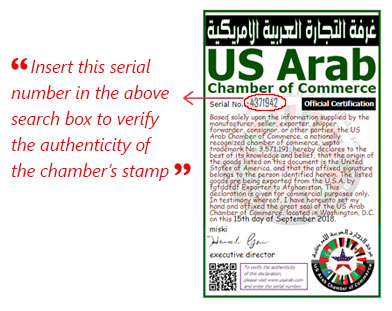 “ Insert this serial
number in the above
search box to verify
the authenticity of
the chamber's stamp ”
غرفة التجارة العربية الامريكية
US Arab
Chamber of Commerce
Serial No.: 4371942 Official Certification
Based solely upon the information supplied by the
manufacturer, seller, exporter, shipper,
forwarder, consignor, or other parties, the US
Arab Chamber of Commerce, a nationally
recognized chamber of commerce, uspto
trademark No: 3,571,191, hereby declares to the
best of its knowledge and belief, that the origin of
the goods listed on this document is the United
States of America, and that the affixed signature
belongs to the person identified herein. The listed
goods are being exported from the U.S.A. by
fgfdfdf Exporter to Afghanistan. This
declaration is given for commercial purposes only.
In testimony whereof, I have hereunto set my
hand and affixed the great seal of the US Arab
Chamber of Commerce, located in Washington, D.C.
on this 15th day of September 2018.
miski
executive director
To verify the authenticity
of the declaration,
please visit www.usarab.com
and enter the serial number.
US Arab Chamber of Commerce